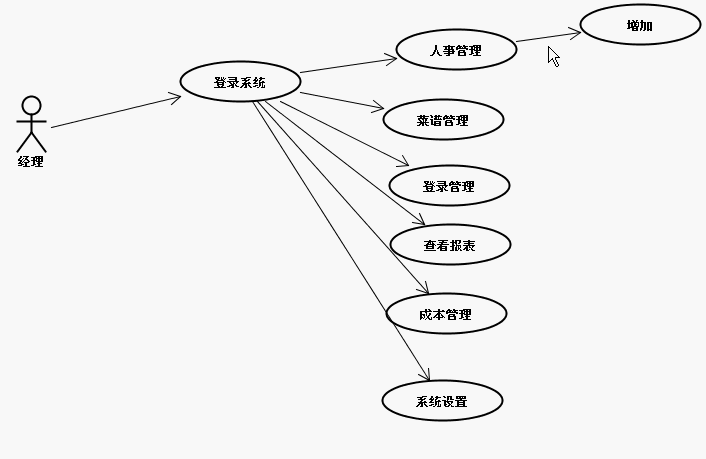 增加
人事管理
登录系统
菜谱管理
经理
登录管理
查看报表
成本管理
系统设置